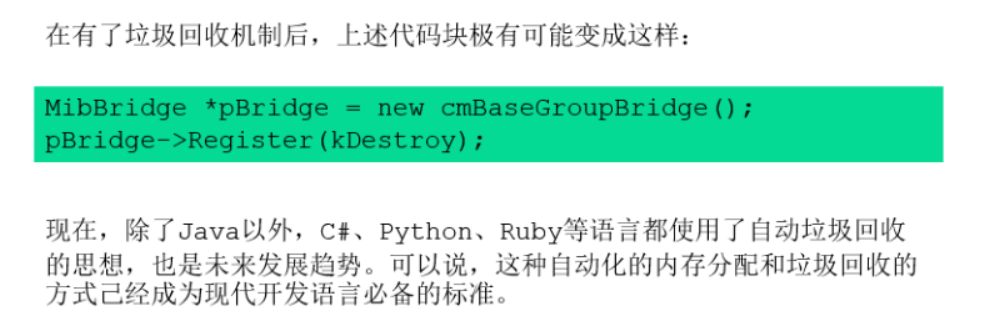 在有了垃圾回收机制后，上述代码块极有可能变成这样：
MibBridge *pBridge = new cmBaseGroupBridge();
pBridge->Register(kDestroy);
现在，除了Java以外，C#、Python、Ruby等语言都使用了自动垃圾回收
的思想，也是未来发展趋势。可以说，这种自动化的内存分配和垃圾回收的
方式己经成为现代开发语言必备的标准。